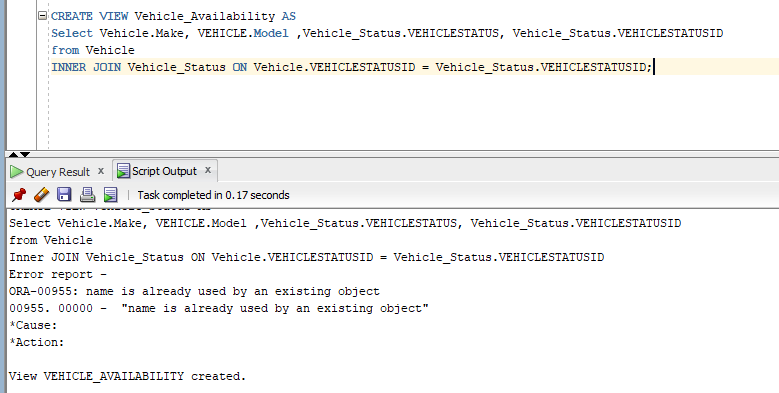 CREATE VIEW Vehicle_Availability AS
Select Vehicle.Make, VEHICLE.Model ,Vehicle_Status.VEHICLESTATUS, Vehicle_Status.VEHICLESTATUSID
from Vehicle
INNER JOIN Vehicle_Status ON Vehicle.VEHICLESTATUSID = Vehicle_Status.VEHICLESTATUSID;
Query Result x Script Output x
Task completed in 0.17 seconds
Select Vehicle.Make, VEHICLE.Model ,Vehicle_Status.VEHICLESTATUS, Vehicle_Status.VEHICLESTATUSID
from Vehicle
Inner JOIN Vehicle_Status ON Vehicle.VEHICLESTATUSID = Vehicle_Status.VEHICLESTATUSID
Error report -
ORA-00955: name is already used by an existing object
00955. 00000 - "name is already used by an existing object"
*Cause:
*Action:
View VEHICLE_AVAILABILITY created.